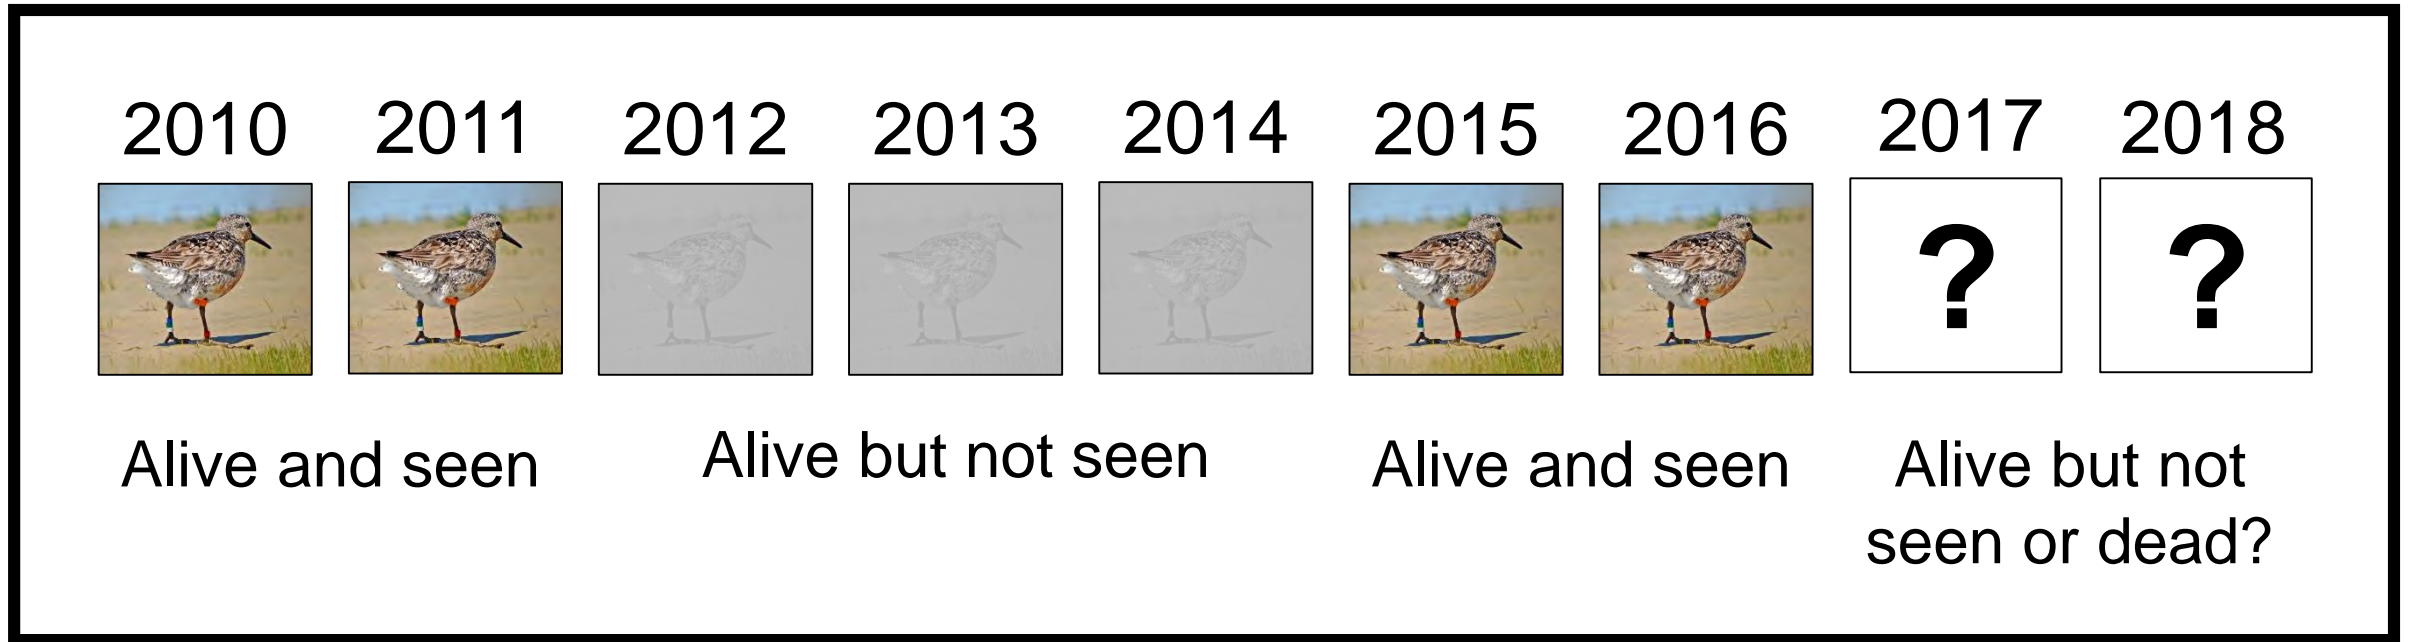 2010 2011 2012 2013 2014 2015 2016 2017 2018
? ?
Alive and seen
Alive but not seen
Alive and seen
Alive but not
seen or dead?